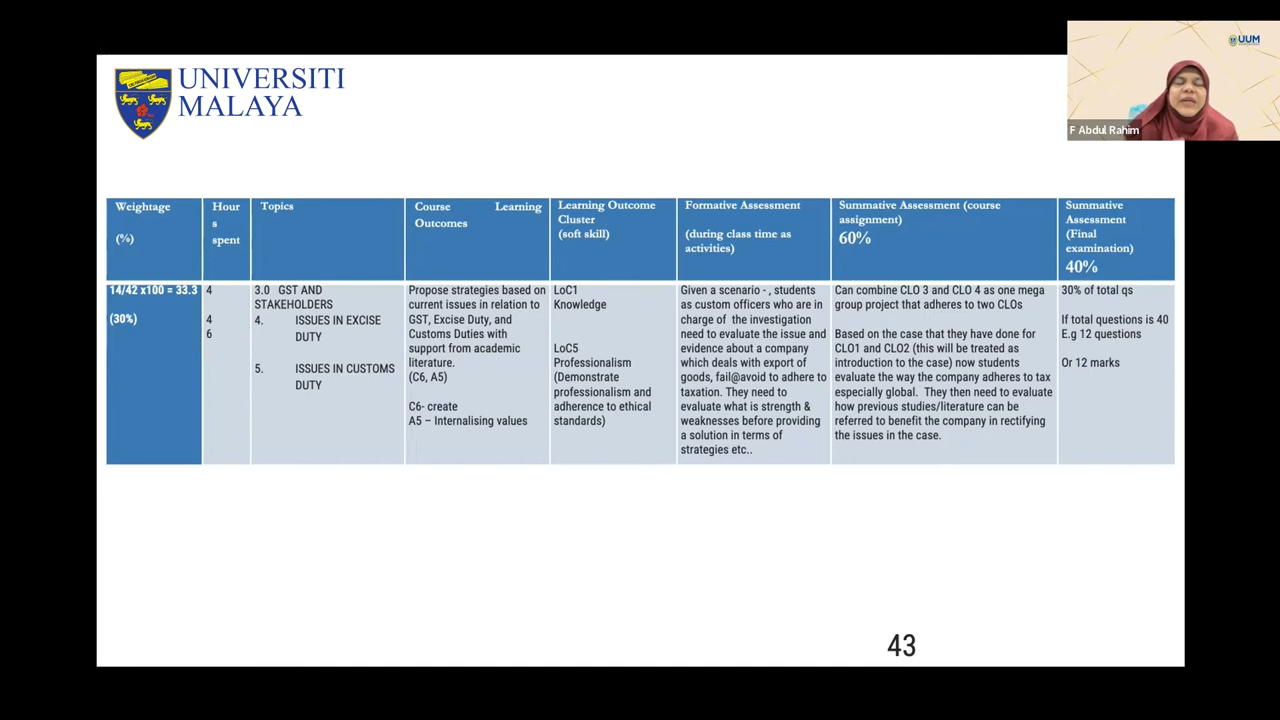 UNIVERSITI
MALAYA
UUM
F Abdul Rahim
Weightage
(%)
Hour
s
spent
Topics
Course Learning
Outcomes
Learning Outcome
Cluster
(soft skill)
Formative Assessment
(during class time as
activities)
Summative Assessment (course
assignment)
60%
Summative
Assessment
(Final
examination)
40%
14/42 x100 = 33.3
(30%)
4
4
6
3.0 GST AND
STAKEHOLDERS
4. ISSUES IN EXCISE
DUTY
5. ISSUES IN CUSTOMS
DUTY
Propose strategies based on
current issues in relation to
GST, Excise Duty, and
Customs Duties with
support from academic
literature.
(C6, A5)
C6- create
A5 – Internalising values
LoC1
Knowledge
LoC5
Professionalism
(Demonstrate
professionalism and
adherence to ethical
standards)
Given a scenario - , students
as custom officers who are in
charge of the investigation
need to evaluate the issue and
evidence about a company
which deals with export of
goods, fail@avoid to adhere to
taxation. They need to
evaluate what is strength &
weaknesses before providing
a solution in terms of
strategies etc..
Can combine CLO 3 and CLO 4 as one mega
group project that adheres to two CLOs
Based on the case that they have done for
CLO1 and CLO2 (this will be treated as
introduction to the case) now students
evaluate the way the company adheres to tax
especially global. They then need to evaluate
how previous studies/literature can be
referred to benefit the company in rectifying
the issues in the case.
30% of total qs
If total questions is 40
E.g 12 questions
Or 12 marks
43